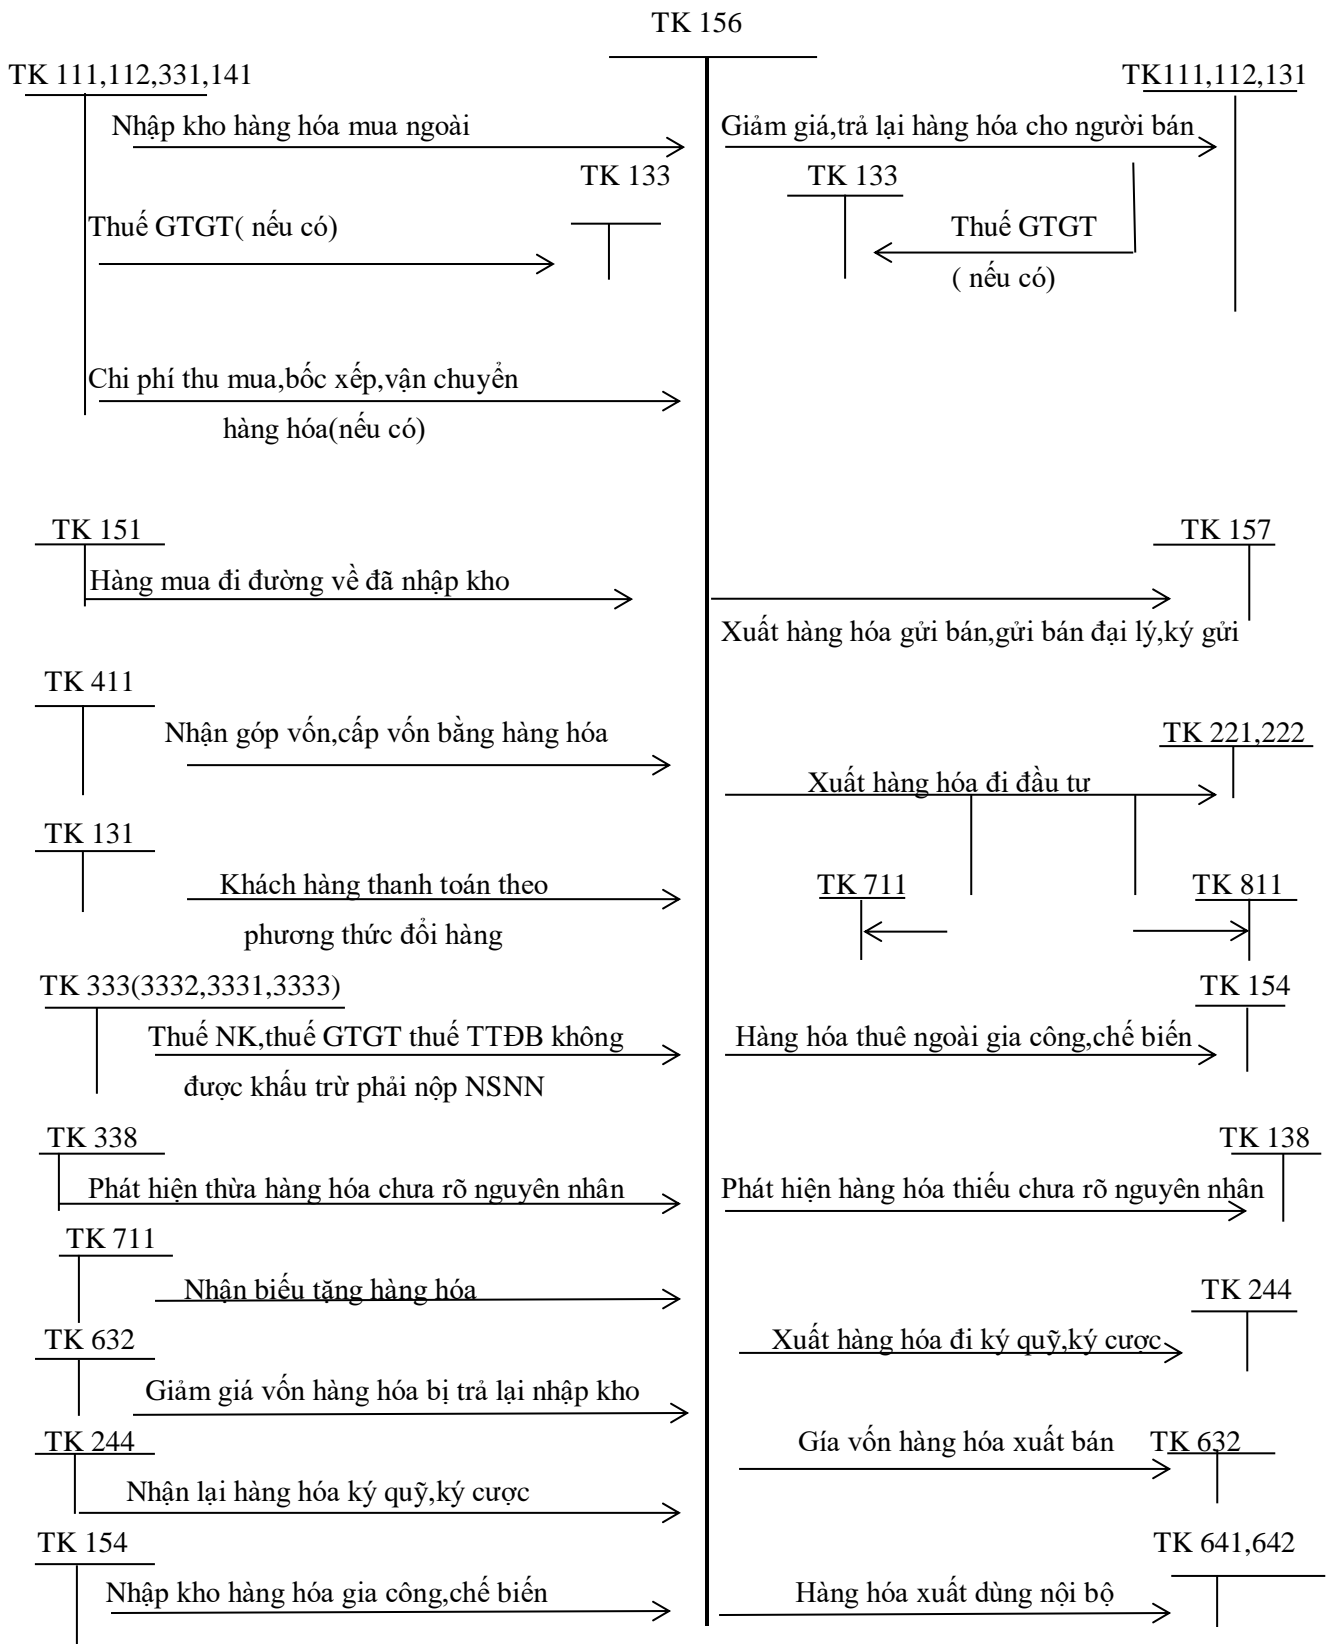 TK 156
TK 111,112,331,141
TK111,112,131
Nhập kho hàng hóa mua ngoài
Giảm giá,trả lại hàng hóa cho người bán
TK 133
TK 133
Thuế GTGT( nếu có)
Thuế GTGT
( nếu có)
Chi phí thu mua,bốc xếp,vận chuyển
hàng hóa(nếu có)
TK 151
TK 157
Hàng mua đi đường về đã nhập kho
Xuất hàng hóa gửi bán,gửi bán đại lý,ký gửi
TK 411
Nhận góp vốn,cấp vốn bằng hàng hóa
TK 221,222
Xuất hàng hóa đi đầu tư
TK 131
Khách hàng thanh toán theo
TK 711
TK 811
phương thức đổi hàng
TK 333(3332,3331,3333)
TK 154
Thuế NK,thuế GTGT thuế TTĐB không
Hàng hóa thuê ngoài gia công,chế biến
được khấu trừ phải nộp NSNN
TK 338
TK 138
Phát hiện thừa hàng hóa chưa rõ nguyên nhân
Phát hiện hàng hóa thiếu chưa rõ nguyên nhân
TK 711
Nhận biếu tặng hàng hóa
TK 244
TK 632
Xuất hàng hóa đi ký quỹ,ký cược
Giảm giá vốn hàng hóa bị trả lại nhập kho
TK 244
Gía vốn hàng hóa xuất bán
TK 632
Nhận lại hàng hóa ký quỹ,ký cược
TK 154
TK 641,642
Nhập kho hàng hóa gia công,chế biến
Hàng hóa xuất dùng nội bộ